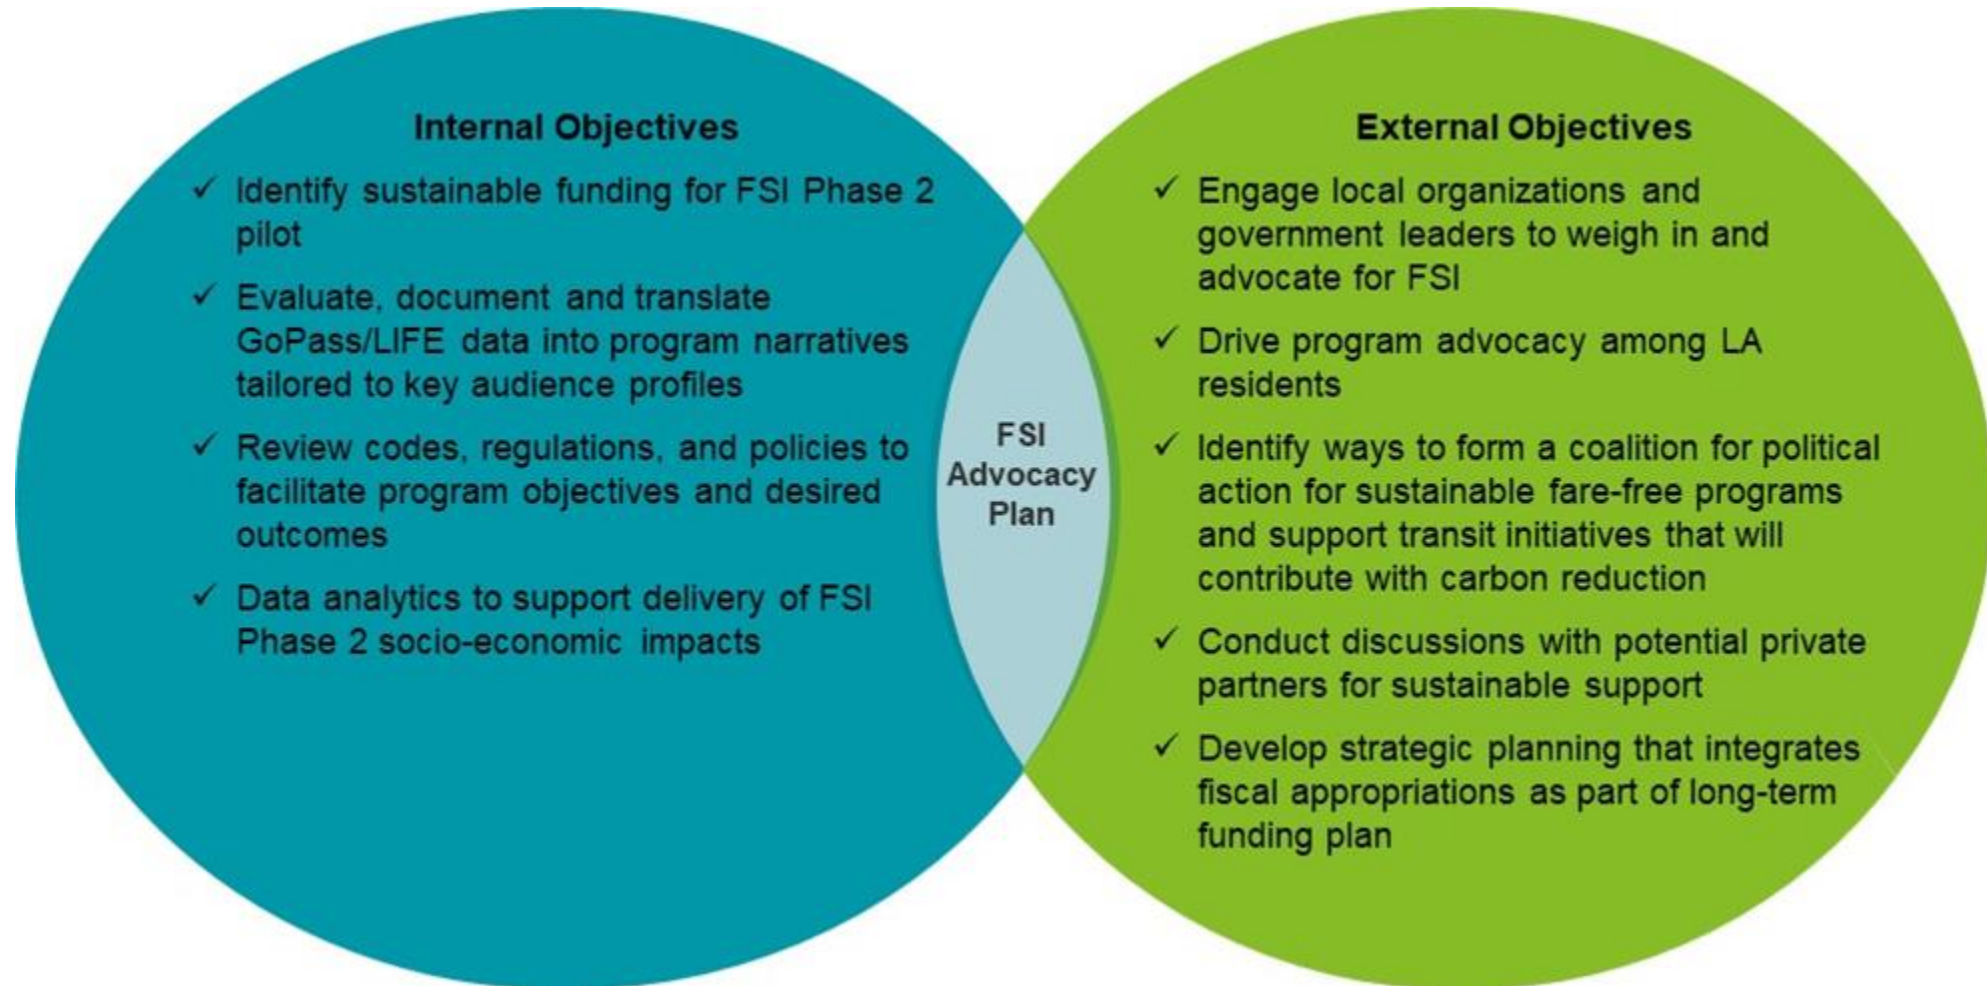 Internal Objectives
✓ Identify sustainable funding for FSI Phase 2
pilot
✓ Evaluate, document and translate
GoPass/LIFE data into program narratives
tailored to key audience profiles
✓ Review codes, regulations, and policies to
facilitate program objectives and desired
outcomes
✓ Data analytics to support delivery of FSI
Phase 2 socio-economic impacts
FSI
Advocacy
Plan
External Objectives
✓ Engage local organizations and
government leaders to weigh in and
advocate for FSI
✓ Drive program advocacy among LA
residents
✓ Identify ways to form a coalition for political
action for sustainable fare-free programs
and support transit initiatives that will
contribute with carbon reduction
✓ Conduct discussions with potential private
partners for sustainable support
✓ Develop strategic planning that integrates
fiscal appropriations as part of long-term
funding plan